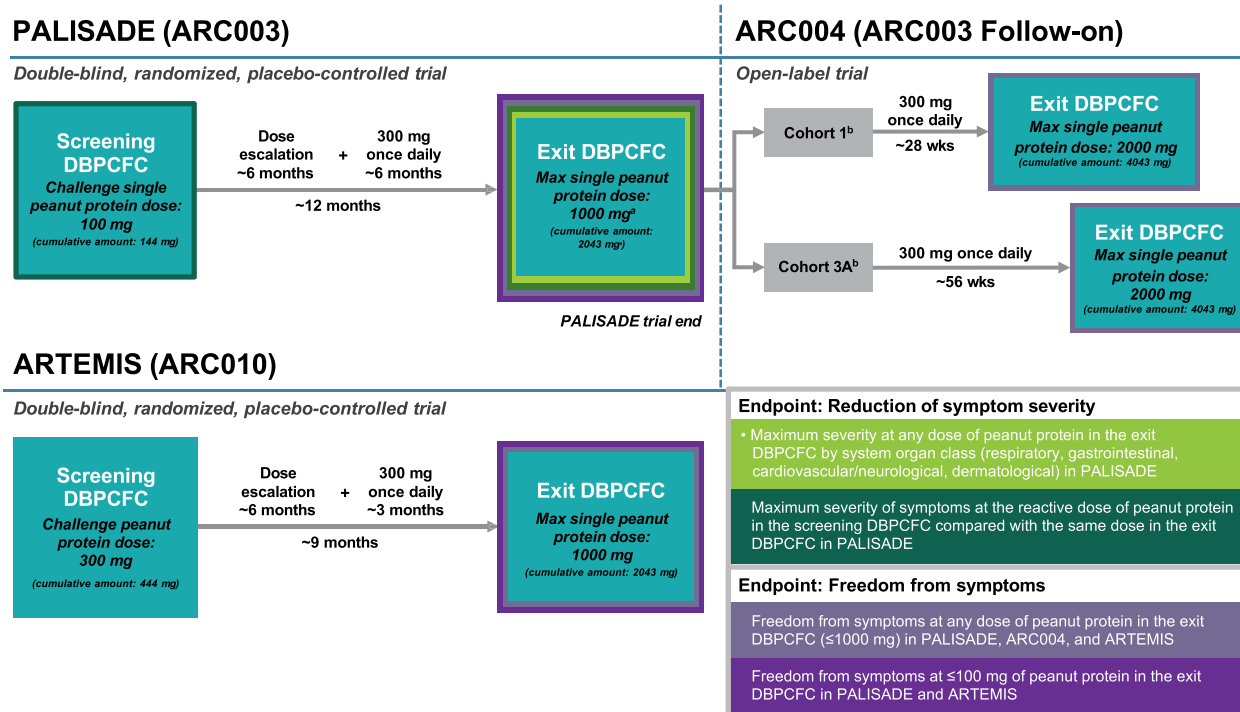 PALISADE (ARC003)
Double-blind, randomized, placebo-controlled trial
Screening
DBPCFC
Challenge single
peanut protein dose:
100 mg
(cumulative amount: 144 mg)
Dose
escalation
~6 months
+
300 mg
once daily
~6 months
~12 months
Exit DBPCFC
Max single peanut
protein dose:
1000 mgᵃ
(cumulative amount:
2043 mgᶜ)
PALISADE trial end
ARC004 (ARC003 Follow-on)
Open-label trial
Cohort 1ᵇ
300 mg
once daily
~28 wks
Exit DBPCFC
Max single peanut
protein dose: 2000 mg
(cumulative amount: 4043 mg)
Cohort 3Aᵇ
300 mg once daily
~56 wks
Exit DBPCFC
Max single peanut
protein dose:
2000 mg
(cumulative amount: 4043 mg)
ARTEMIS (ARC010)
Double-blind, randomized, placebo-controlled trial
Screening
DBPCFC
Challenge peanut
protein dose:
300 mg
(cumulative amount: 444 mg)
Dose
escalation
~6 months
+
300 mg
once daily
~3 months
~9 months
Exit DBPCFC
Max single peanut
protein dose:
1000 mg
(cumulative amount: 2043 mg)
Endpoint: Reduction of symptom severity
• Maximum severity at any dose of peanut protein in the exit
DBPCFC by system organ class (respiratory, gastrointestinal,
cardiovascular/neurological, dermatological) in PALISADE
Maximum severity of symptoms at the reactive dose of peanut protein
in the screening DBPCFC compared with the same dose in the exit
DBPCFC in PALISADE
Endpoint: Freedom from symptoms
Freedom from symptoms at any dose of peanut protein in the exit
DBPCFC (≤1000 mg) in PALISADE, ARC004, and ARTEMIS
Freedom from symptoms at ≤100 mg of peanut protein in the exit
DBPCFC in PALISADE and ARTEMIS